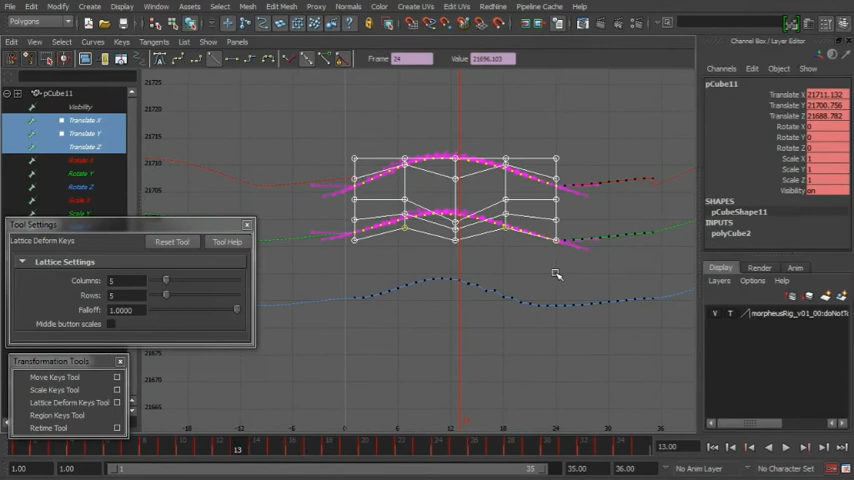 File Edit Modify Create Display Window Assets Select Mesh Edit Mesh Proxy Normals Color Create UVs Edit UVs RedNine Pipeline Cache Help
Polygons
Channel Box / Layer Editor
Edit View Select Curves Keys Tangents List Show Panels
Frame 24 Value 21696.103
Channels Edit Object Show
pCube11
Translate X 21711.132
Translate Y 21700.756
Translate Z 21688.782
Rotate X 0
Rotate Y 0
Rotate Z 0
Scale X 1
Scale Y 1
Scale Z 1
Visibility on
SHAPES
pCubeShape11
INPUTS
polyCube2
pCube11
Visibility
Translate X
Translate Y
Translate Z
Rotate X
Rotate Y
Rotate Z
Scale X
21725
21715
21710
21705
21675
21665
-18 -12 -6 0 6 12 18 24 30 36
Tool Settings
Lattice Deform Keys Reset Tool Tool Help
Lattice Settings
Columns: 5
Rows: 5
Falloff: 1.0000
Middle button scales
Transformation Tools
Move Keys Tool
Scale Keys Tool
Lattice Deform Keys Tool
Region Keys Tool
Retime Tool
Display Render Anim
Layers Options Help
V T morpheusRig_v01_00:doNotTo
13
13.00
1.00 1.00 1 35 35.00 36.00 No Anim Layer No Character Set